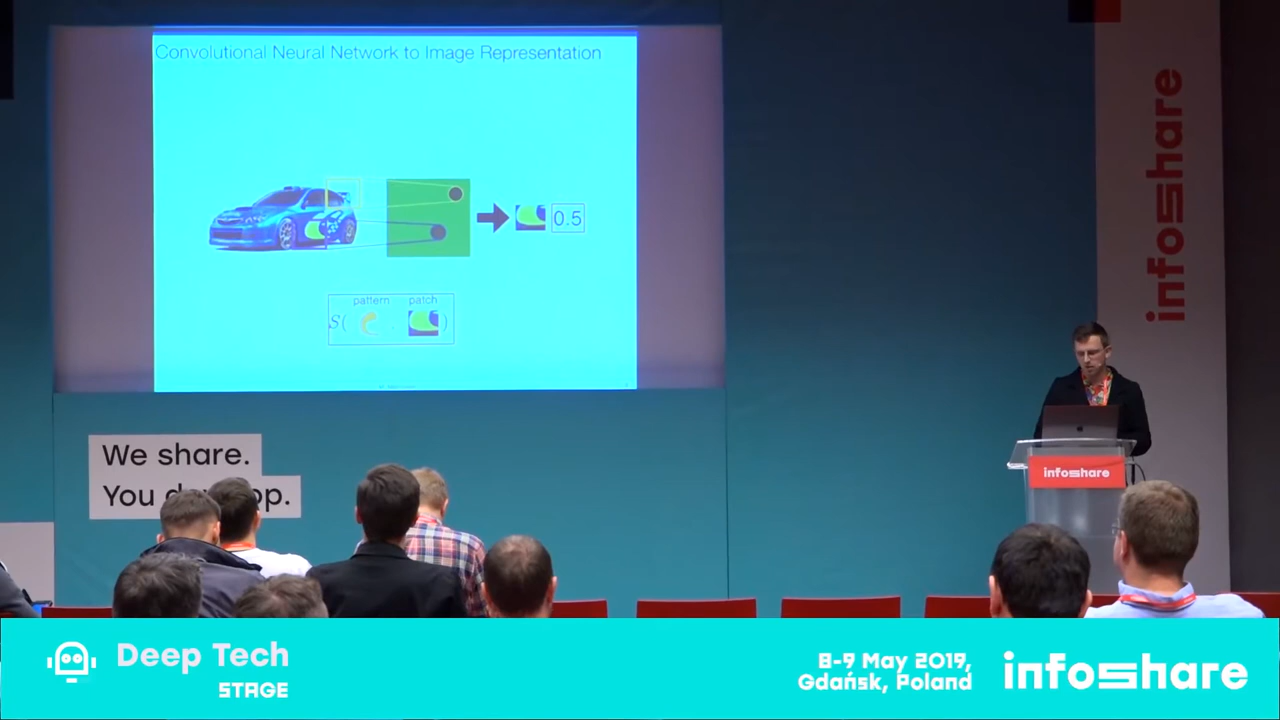 Convolutional Neural Network to Image Representation
0.5
pattern patch
S( , )
infoshare
We share.
You d
op.
infoshare
Deep Tech
STAGE
8-9 May 2019,
Gdańsk, Poland
infoshare